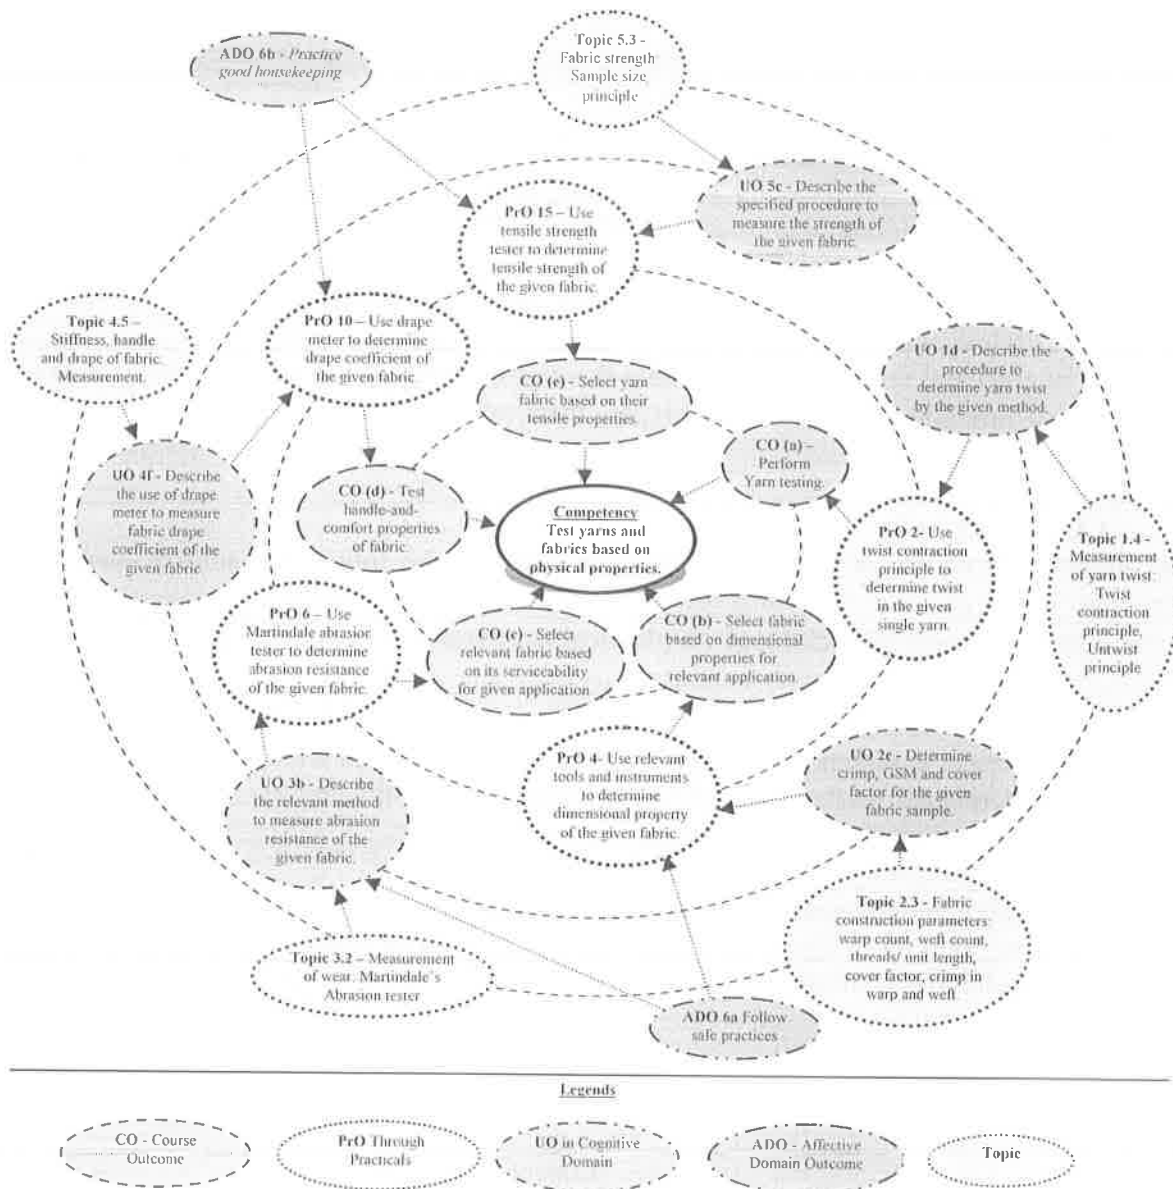 ADO 6b - Practice
good housekeeping
Topic 5.3 -
Fabric strength
Sample size
principle
UO 5c - Describe the
specified procedure to
measure the strength of
the given fabric.
PrO 15 – Use
tensile strength
tester to determine
tensile strength of
the given fabric.
Topic 4.5 –
Stiffness, handle
and drape of fabric.
Measurement.
PrO 10 – Use drape
meter to determine
drape coefficient of
the given fabric
UO 1d - Describe the
procedure to
determine yarn twist
by the given method.
CO (e) - Select yarn
fabric based on their
tensile properties.
CO (a) –
Perform
Yarn testing.
UO 4f - Describe
the use of drape
meter to measure
fabric drape
coefficient of the
given fabric
CO (d) - Test
handle-and-
comfort properties
of fabric.
Competency
Test yarns and
fabrics based on
physical properties.
PrO 2- Use
twist contraction
principle to
determine twist
in the given
single yarn.
Topic 1.4 -
Measurement
of yarn twist:
Twist
contraction
principle,
Untwist
principle
PrO 6 – Use
Martindale abrasion
tester to determine
abrasion resistance
of the given fabric.
CO (c) - Select
relevant fabric based
on its serviceability
for given application
CO (b) - Select fabric
based on dimensional
properties for
relevant application.
UO 3b - Describe
the relevant method
to measure abrasion
resistance of the
given fabric.
PrO 4- Use relevant
tools and instruments
to determine
dimensional property
of the given fabric.
UO 2c - Determine
crimp, GSM and cover
factor for the given
fabric sample.
Topic 3.2 – Measurement
of wear. Martindale's
Abrasion tester
ADO 6a Follow
safe practices
Topic 2.3 - Fabric
construction parameters:
warp count, weft count,
threads/ unit length,
cover factor, crimp in
warp and weft
Legends
CO - Course
Outcome
PrO Through
Practicals
UO in Cognitive
Domain
ADO - Affective
Domain Outcome
Topic